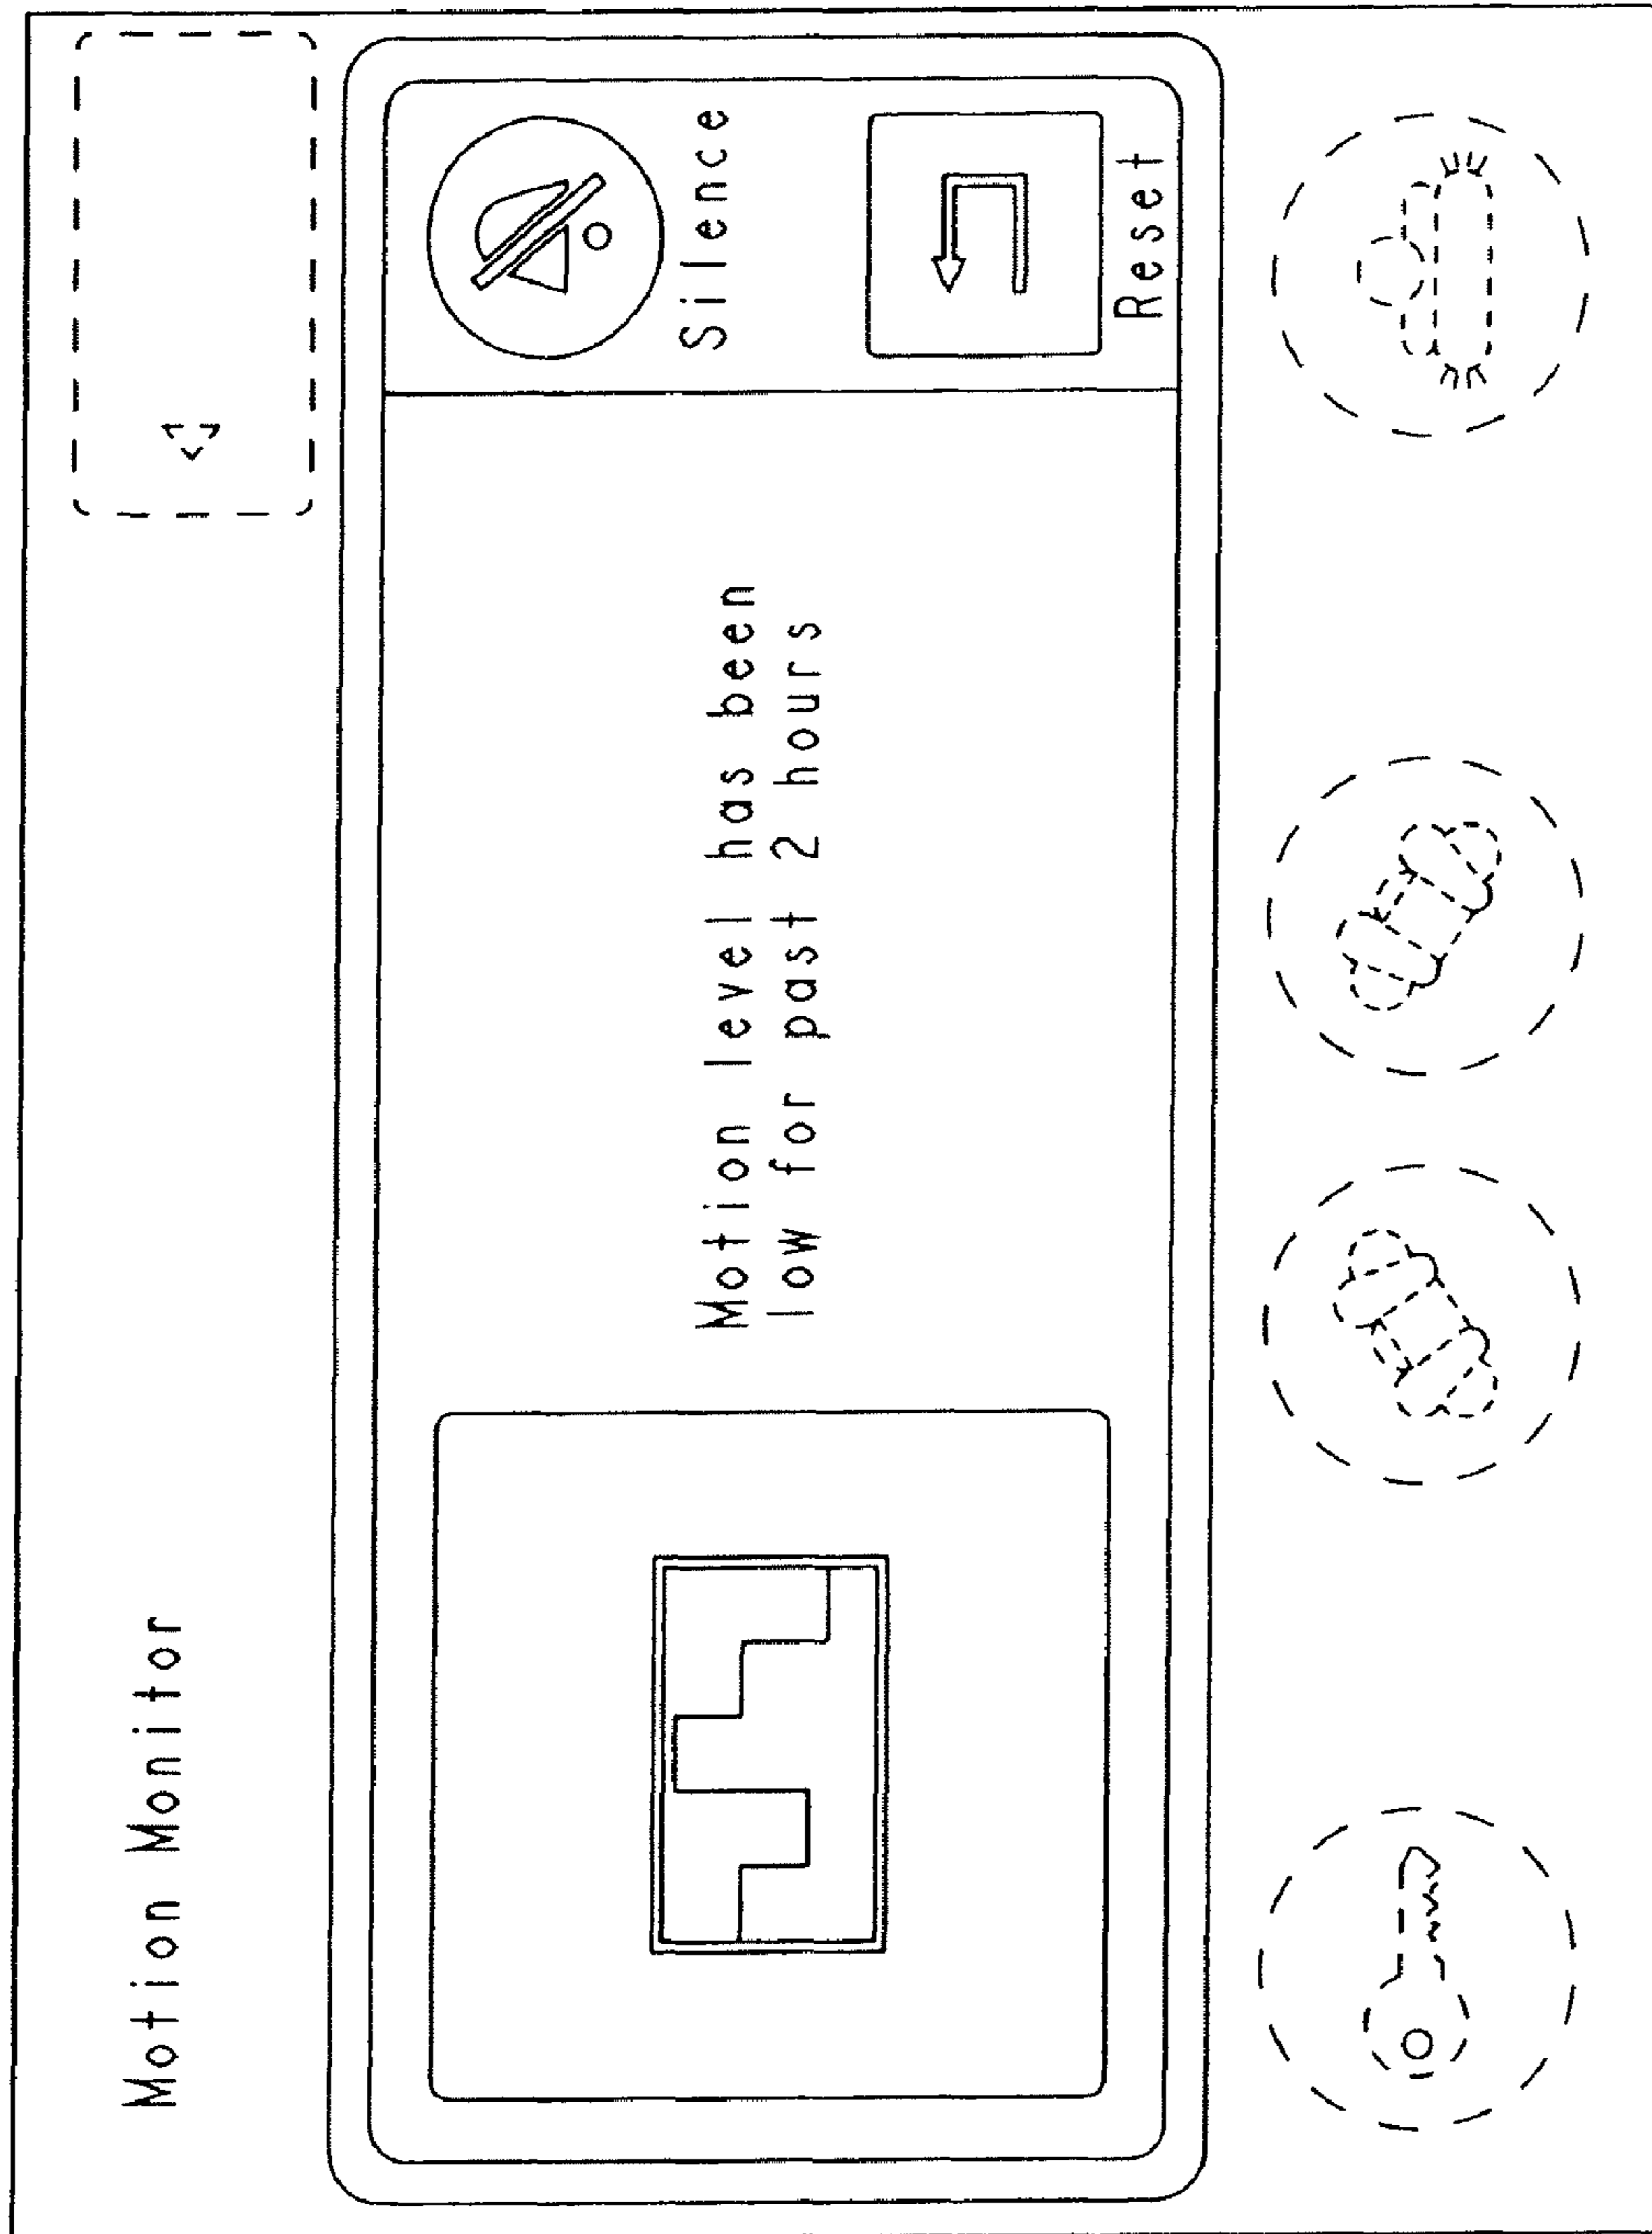 Motion Monitor
Motion level has been
low for past 2 hours
Silence
Reset